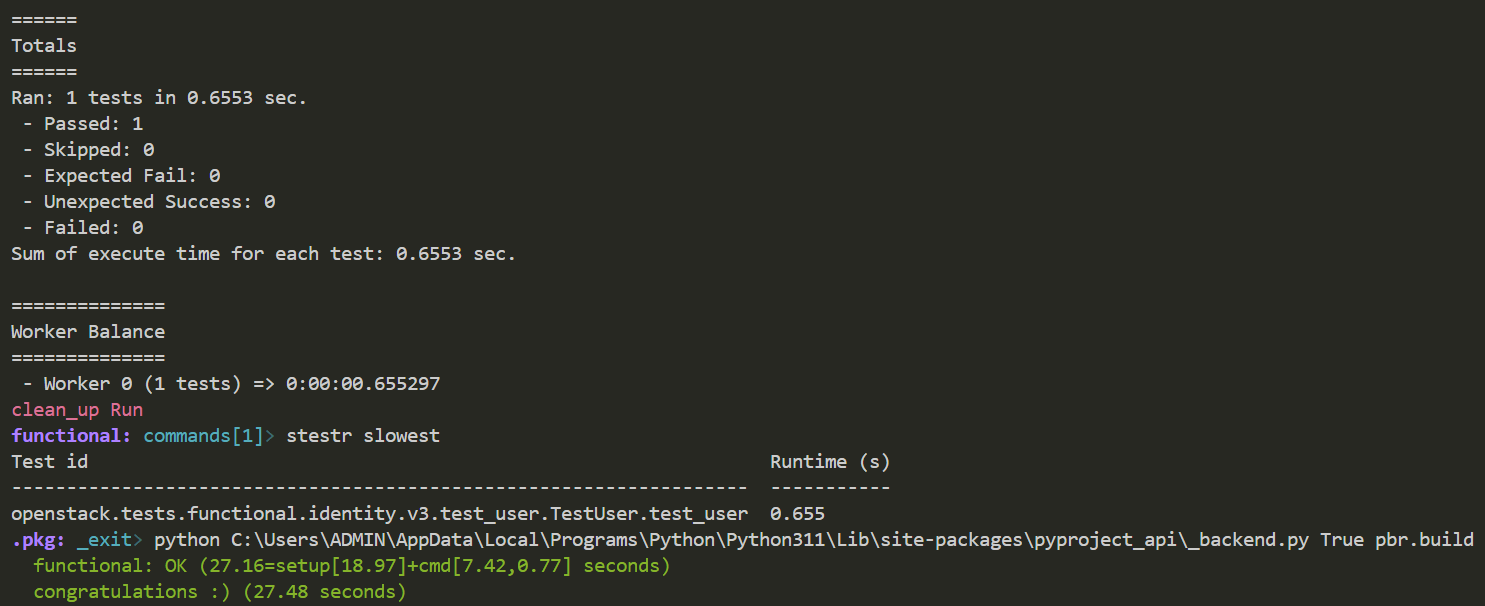 ======
Totals
======
Ran: 1 tests in 0.6553 sec.
 - Passed: 1
 - Skipped: 0
 - Expected Fail: 0
 - Unexpected Success: 0
 - Failed: 0
Sum of execute time for each test: 0.6553 sec.

==============
Worker Balance
==============
 - Worker 0 (1 tests) => 0:00:00.655297
clean_up Run
functional: commands[1]> stestr slowest
Test id                                                              Runtime (s)
-------------------------------------------------------------------  -----------
openstack.tests.functional.identity.v3.test_user.TestUser.test_user  0.655
.pkg: _exit> python C:\Users\ADMIN\AppData\Local\Programs\Python\Python311\Lib\site-packages\pyproject_api\_backend.py True pbr.build
  functional: OK (27.16=setup[18.97]+cmd[7.42,0.77] seconds)
  congratulations :) (27.48 seconds)